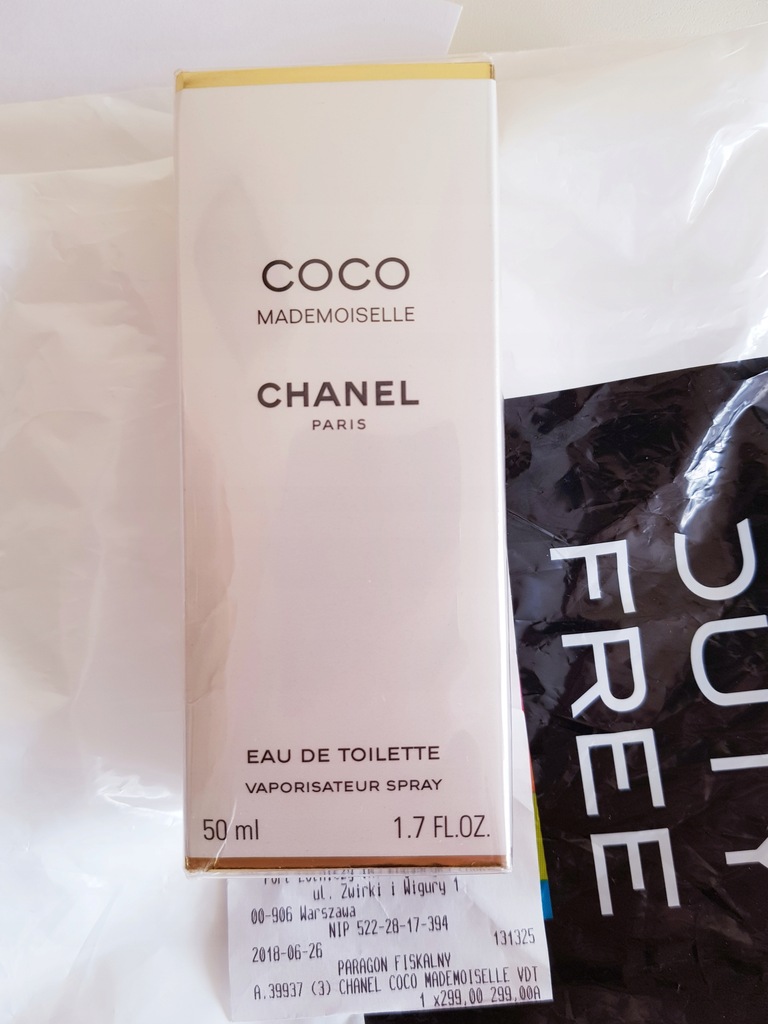 COCO
MADEMOISELLE
CHANEL
PARIS
EAU DE TOILETTE
VAPORISATEUR SPRAY
50 ml 1.7 FL.OZ.
DUTY
FREE
ul. Żwirki i Wigury 1
00-906 Warszawa
NIP 522-28-17-394
2018-06-26 131325
PARAGON FISKALNY
A.39937 (3) CHANEL COCO MADEMOISELLE VDT
1 x299,00 299,00A